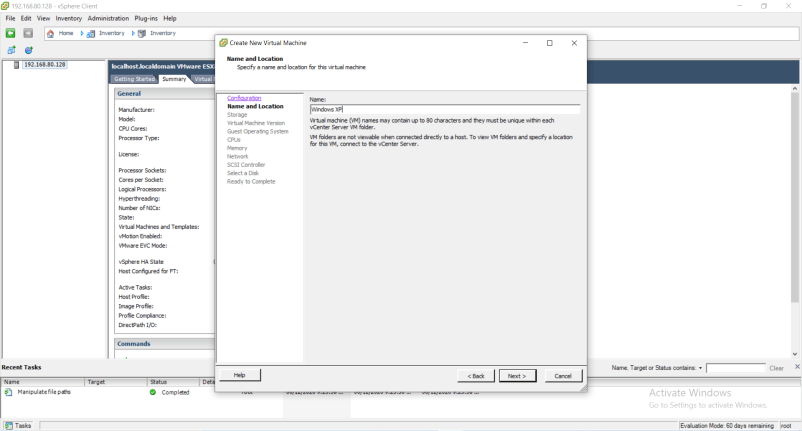 192.168.80.128 - vSphere Client
File Edit View Inventory Administration Plug-ins Help
Home Inventory Inventory
192.168.80.128
localhost.localdomain VMware ESX
Getting Started Summary Virtual
General
Manufacturer:
Model:
CPU Cores:
Processor Type:
License:
Processor Sockets:
Cores per Socket:
Logical Processors:
Hyperthreading:
Number of NICs:
State:
Virtual Machines and Templates:
vMotion Enabled:
VMware EVC Mode:
vSphere HA State
Host Configured for FT:
Active Tasks:
Host Profile:
Image Profile:
Profile Compliance:
DirectPath I/O:
Commands
Create New Virtual Machine
Name and Location
Specify a name and location for this virtual machine
Configuration
Name and Location
Storage
Virtual Machine Version
Guest Operating System
CPUs
Memory
Network
SCSI Controller
Select a Disk
Ready to Complete
Name:
Windows XP
Virtual machine (VM) names may contain up to 80 characters and they must be unique within each
vCenter Server VM folder.
VM folders are not viewable when connected directly to a host. To view VM folders and specify a location
for this VM, connect to the vCenter Server.
Help < Back Next > Cancel
Recent Tasks
Name, Target or Status contains: Clear
Name Target Status Deta
Manipulate file paths Completed
Activate Windows
Go to Settings to activate Windows.
Tasks Evaluation Mode: 60 days remaining root